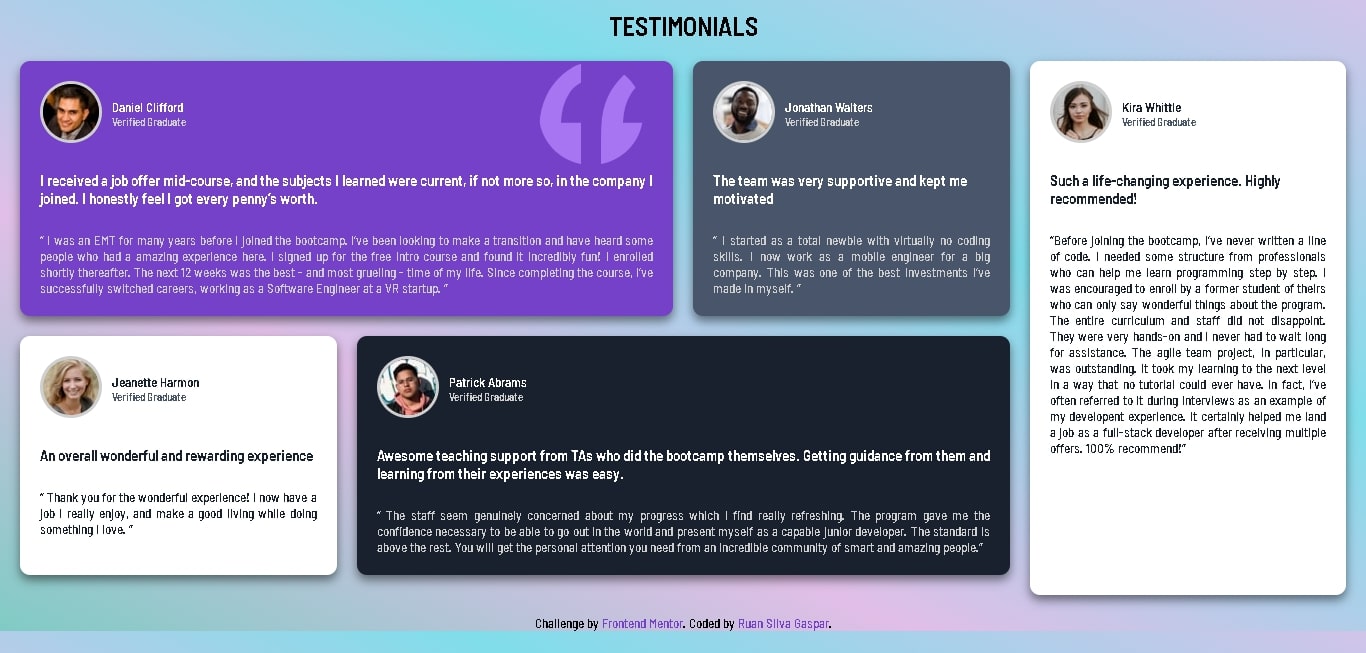 TESTIMONIALS
Daniel Clifford
Verified Graduate
I received a job offer mid-course, and the subjects I learned were current, if not more so, in the company I
joined. I honestly feel I got every penny’s worth.
“ I was an EMT for many years before I joined the bootcamp. I’ve been looking to make a transition and have heard some
people who had a amazing experience here. I signed up for the free intro course and found it incredibly fun! I enrolled
shortly thereafter. The next 12 weeks was the best - and most grueling - time of my life. Since completing the course, I’ve
successfully switched careers, working as a Software Engineer at a VR startup. ”
Jonathan Walters
Verified Graduate
The team was very supportive and kept me
motivated
“ I started as a total newbie with virtually no coding
skills. I now work as a mobile engineer for a big
company. This was one of the best investments I’ve
made in myself. ”
Kira Whittle
Verified Graduate
Such a life-changing experience. Highly
recommended!
“Before joining the bootcamp, I’ve never written a line
of code. I needed some structure from professionals
who can help me learn programming step by step. I
was encouraged to enroll by a former student of theirs
who can only say wonderful things about the program.
The entire curriculum and staff did not disappoint.
They were very hands-on and I never had to wait long
for assistance. The agile team project, in particular,
was outstanding. It took my learning to the next level
in a way that no tutorial could ever have. In fact, I’ve
often referred to it during interviews as an example of
my developent experience. It certainly helped me land
a job as a full-stack developer after receiving multiple
offers. 100% recommend!”
Jeanette Harmon
Verified Graduate
An overall wonderful and rewarding experience
“ Thank you for the wonderful experience! I now have a
job I really enjoy, and make a good living while doing
something I love. ”
Patrick Abrams
Verified Graduate
Awesome teaching support from TAs who did the bootcamp themselves. Getting guidance from them and
learning from their experiences was easy.
“ The staff seem genuinely concerned about my progress which I find really refreshing. The program gave me the
confidence necessary to be able to go out in the world and present myself as a capable junior developer. The standard is
above the rest. You will get the personal attention you need from an incredible community of smart and amazing people.”
Challenge by Frontend Mentor. Coded by Ruan Silva Gaspar.